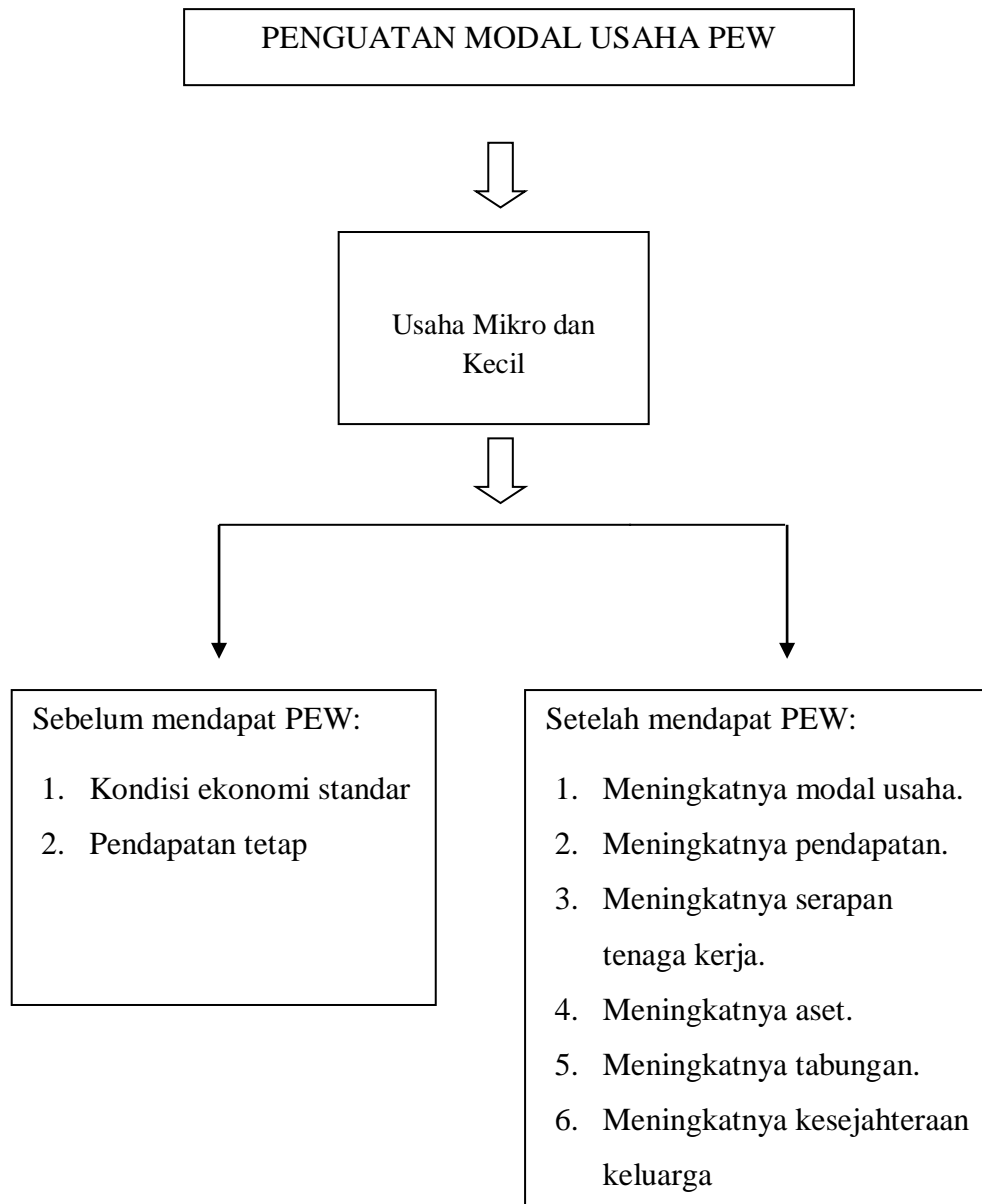 PENGUATAN MODAL USAHA PEW
Usaha Mikro dan
Kecil
Sebelum mendapat PEW:
1. Kondisi ekonomi standar
2. Pendapatan tetap
Setelah mendapat PEW:
1. Meningkatnya modal usaha.
2. Meningkatnya pendapatan.
3. Meningkatnya serapan
tenaga kerja.
4. Meningkatnya aset.
5. Meningkatnya tabungan.
6. Meningkatnya kesejahteraan
keluarga